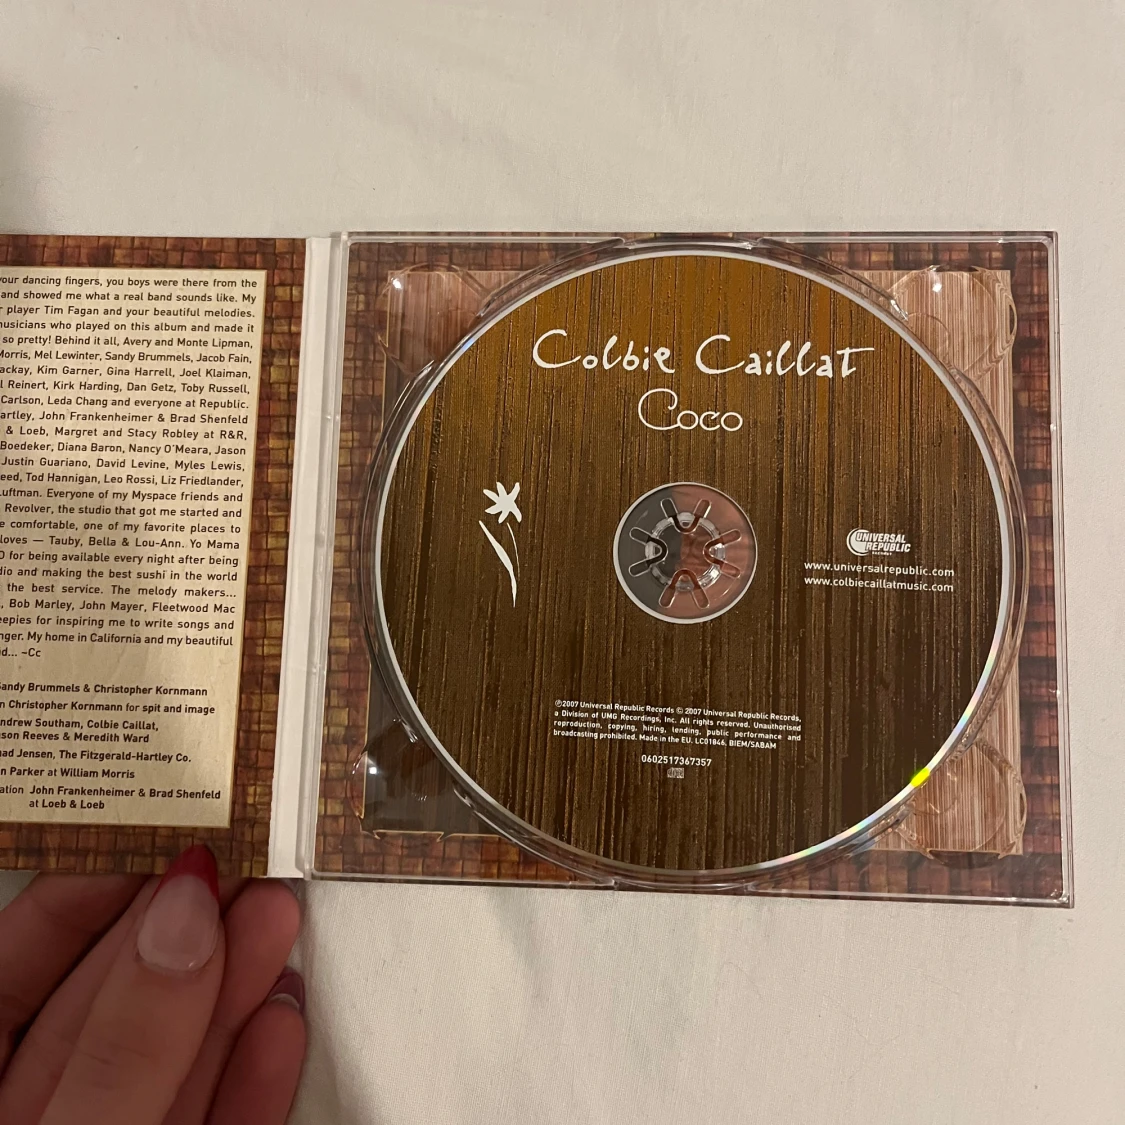 your dancing fingers, you boys were there from the
and showed me what a real band sounds like. My
player Tim Fagan and your beautiful melodies.
musicians who played on this album and made it
so pretty! Behind it all, Avery and Monte Lipman,
Morris, Mel Lewinter, Sandy Brummels, Jacob Fain,
Kim Garner, Gina Harrell, Joel Klaiman,
Reinert, Kirk Harding, Dan Getz, Toby Russell,
Carlson, Leda Chang and everyone at Republic.
John Frankenheimer & Brad Shenfeld
& Loeb, Margret and Stacy Robley at R&R,
Boedeker, Diana Baron, Nancy O'Meara, Jason
Justin Guariano, David Levine, Myles Lewis,
Tod Hannigan, Leo Rossi, Liz Friedlander,
Everyone of my Myspace friends and
Revolver, the studio that got me started and
comfortable, one of my favorite places to
loves — Tauby, Bella & Lou-Ann. Yo Mama
for being available every night after being
and making the best sushi in the world
the best service. The melody makers...
, Bob Marley, John Mayer, Fleetwood Mac
for inspiring me to write songs and
My home in California and my beautiful
~Cc
Sandy Brummels & Christopher Kornmann
Christopher Kornmann for spit and image
Andrew Southam, Colbie Caillat,
Reeves & Meredith Ward
Jensen, The Fitzgerald-Hartley Co.
Parker at William Morris
John Frankenheimer & Brad Shenfeld
at Loeb & Loeb
Colbie Caillat
Coco
UNIVERSAL
REPUBLIC
RECORDS
www.universalrepublic.com
www.colbiecaillatmusic.com
℗2007 Universal Republic Records © 2007 Universal Republic Records,
a Division of UMG Recordings, Inc. All rights reserved. Unauthorised
reproduction, copying, hiring, lending, public performance and
broadcasting prohibited. Made in the EU. LC01846, BIEM/SABAM
0602517367357